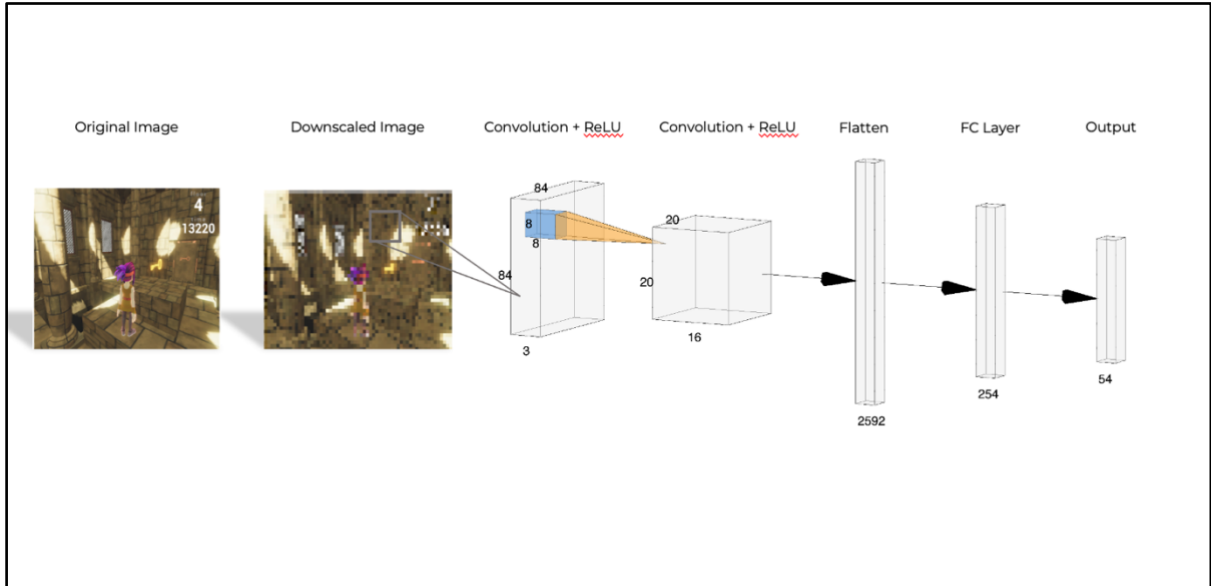 Original Image
Downscaled Image
Convolution + ReLU
Convolution + ReLU
Flatten
FC Layer
Output
4
13220
84
8
8
84
3
20
20
16
2592
254
54